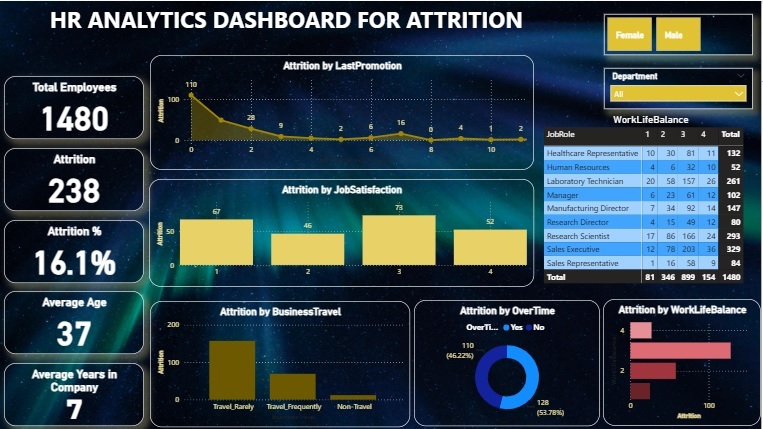 HR ANALYTICS DASHBOARD FOR ATTRITION
Female Male
Department
All
Total Employees
1480
Attrition
238
Attrition %
16.1%
Average Age
37
Average Years in
Company
7
Attrition by LastPromotion
Attrition
100
0
110 28 9 2 6 16 0 4 1 2
0 2 4 6 8 10
Attrition by JobSatisfaction
Attrition
50
0
67 46 73 52
1 2 3 4
WorkLifeBalance
JobRole 1 2 3 4 Total
Healthcare Representative 10 30 81 11 132
Human Resources 4 6 32 10 52
Laboratory Technician 20 58 157 26 261
Manager 6 23 61 12 102
Manufacturing Director 7 34 92 14 147
Research Director 4 15 49 12 80
Research Scientist 17 86 166 24 293
Sales Executive 12 78 203 36 329
Sales Representative 1 16 58 9 84
Total 81 346 899 154 1480
Attrition by BusinessTravel
Attrition
200
100
0
Travel_Rarely Travel_Frequently Non-Travel
Attrition by OverTime
OverTi... Yes No
110
(46.22%)
128
(53.78%)
Attrition by WorkLifeBalance
4
2
0 100
Attrition